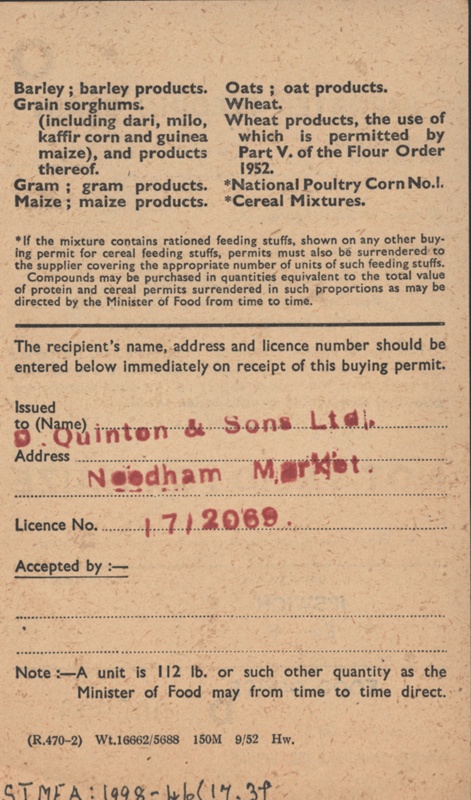 Barley ; barley products.
Grain sorghums.
(including dari, milo,
kaffir corn and guinea
maize), and products
thereof.
Gram ; gram products.
Maize ; maize products.
Oats ; oat products.
Wheat.
Wheat products, the use of
which is permitted by
Part V. of the Flour Order
1952.
*National Poultry Corn No.1.
*Cereal Mixtures.
*If the mixture contains rationed feeding stuffs, shown on any other buy-
ing permit for cereal feeding stuffs, permits must also be surrendered to
the supplier covering the appropriate number of units of such feeding stuffs.
Compounds may be purchased in quantities equivalent to the total value
of protein and cereal permits surrendered in such proportions as may be
directed by the Minister of Food from time to time.
The recipient's name, address and licence number should be
entered below immediately on receipt of this buying permit.
Issued
to (Name)
D. Quinton & Sons Ltd.
Address
Needham Market.
Licence No. 17/2069.
Accepted by :—
Note :—A unit is 112 lb. or such other quantity as the
Minister of Food may from time to time direct.
(R.470-2) Wt.16662/5688 150M 9/52 Hw.
STMEA: 1998-46(17.3)